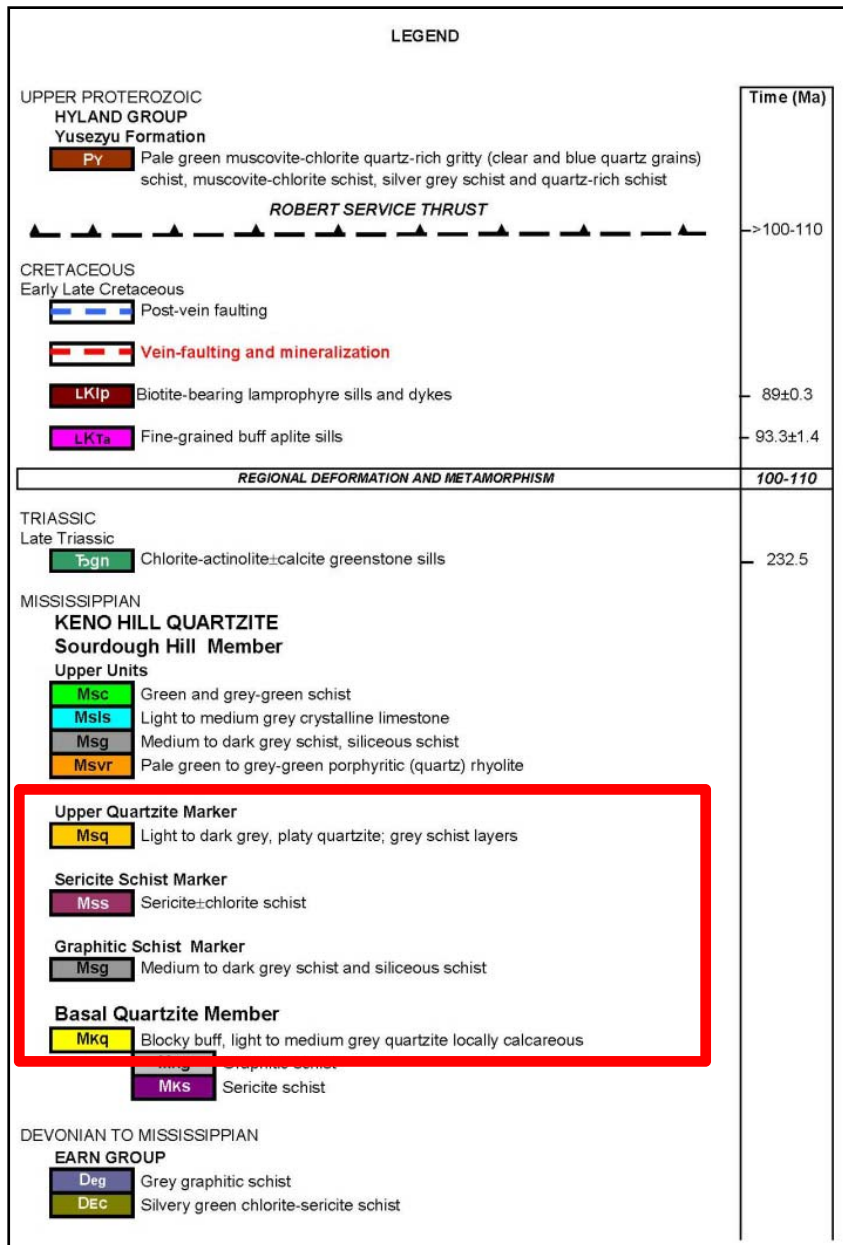 LEGEND
Time (Ma)
UPPER PROTEROZOIC
HYLAND GROUP
Yusezyu Formation
PY Pale green muscovite-chlorite quartz-rich gritty (clear and blue quartz grains)
schist, muscovite-chlorite schist, silver grey schist and quartz-rich schist
ROBERT SERVICE THRUST
>100-110
CRETACEOUS
Early Late Cretaceous
Post-vein faulting
Vein-faulting and mineralization
LKlp Biotite-bearing lamprophyre sills and dykes 89±0.3
LKTa Fine-grained buff aplite sills 93.3±1.4
REGIONAL DEFORMATION AND METAMORPHISM 100-110
TRIASSIC
Late Triassic
Chlorite-actinolite±calcite greenstone sills 232.5
MISSISSIPPIAN
KENO HILL QUARTZITE
Sourdough Hill Member
Upper Units
Msc Green and grey-green schist
Msls Light to medium grey crystalline limestone
Msg Medium to dark grey schist, siliceous schist
Msvr Pale green to grey-green porphyritic (quartz) rhyolite
Upper Quartzite Marker
Msq Light to dark grey, platy quartzite; grey schist layers
Sericite Schist Marker
Mss Sericite±chlorite schist
Graphitic Schist Marker
Msg Medium to dark grey schist and siliceous schist
Basal Quartzite Member
MKq Blocky buff, light to medium grey quartzite locally calcareous
MKs Sericite schist
DEVONIAN TO MISSISSIPPIAN
EARN GROUP
Deg Grey graphitic schist
DEc Silvery green chlorite-sericite schist